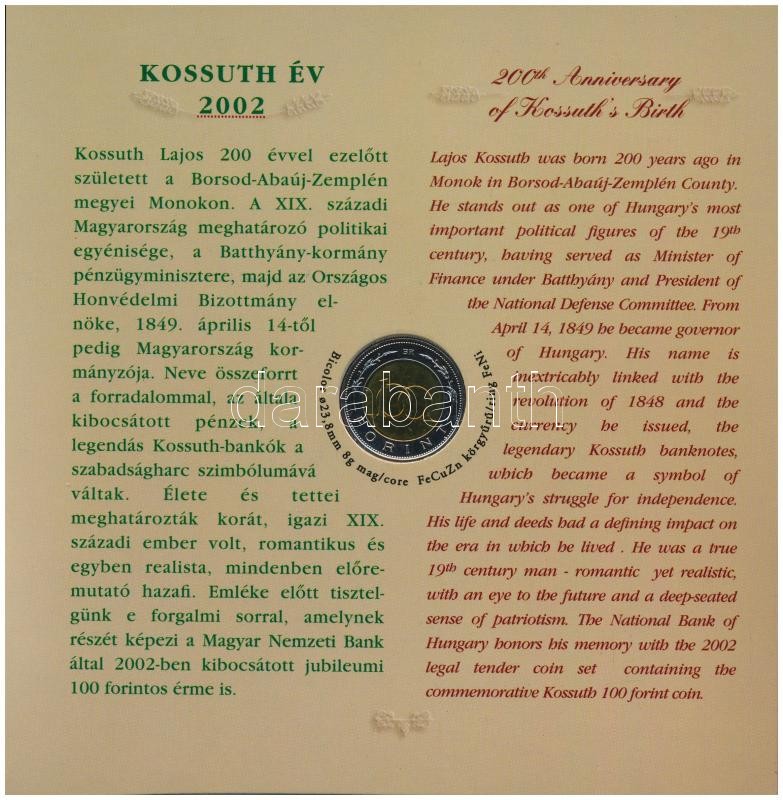 KOSSUTH ÉV
2002
Kossuth Lajos 200 évvel ezelőtt
született a Borsod-Abaúj-Zemplén
megyei Monokon. A XIX. századi
Magyarország meghatározó politikai
egyénisége, a Batthyány-kormány
pénzügyminisztere, majd az Országos
Honvédelmi Bizottmány el-
nöke, 1849. április 14-től
pedig Magyarország kor-
mányzója. Neve összeforrt
a forradalommal, az általa
kibocsátott pénzek, a
legendás Kossuth-bankók a
szabadságharc szimbólumává
váltak. Élete és tettei
meghatározták korát, igazi XIX.
századi ember volt, romantikus és
egyben realista, mindenben előre-
mutató hazafi. Emléke előtt tisztel-
günk e forgalmi sorral, amelynek
részét képezi a Magyar Nemzeti Bank
által 2002-ben kibocsátott jubileumi
100 forintos érme is.
200th Anniversary
of Kossuth's Birth
Lajos Kossuth was born 200 years ago in
Monok in Borsod-Abaúj-Zemplén County.
He stands out as one of Hungary's most
important political figures of the 19th
century, having served as Minister of
Finance under Batthyány and President of
the National Defense Committee. From
April 14, 1849 he became governor
of Hungary. His name is
inextricably linked with the
revolution of 1848 and the
currency he issued, the
legendary Kossuth banknotes,
which became a symbol of
Hungary's struggle for independence.
His life and deeds had a defining impact on
the era in which he lived . He was a true
19th century man - romantic yet realistic,
with an eye to the future and a deep-seated
sense of patriotism. The National Bank of
Hungary honors his memory with the 2002
legal tender coin set containing the
commemorative Kossuth 100 forint coin.
BP.
100
FORINT
Bicolor ø23,8mm 8g mag/core FeCuZn körgyűrű/ring FeNi
darabanth